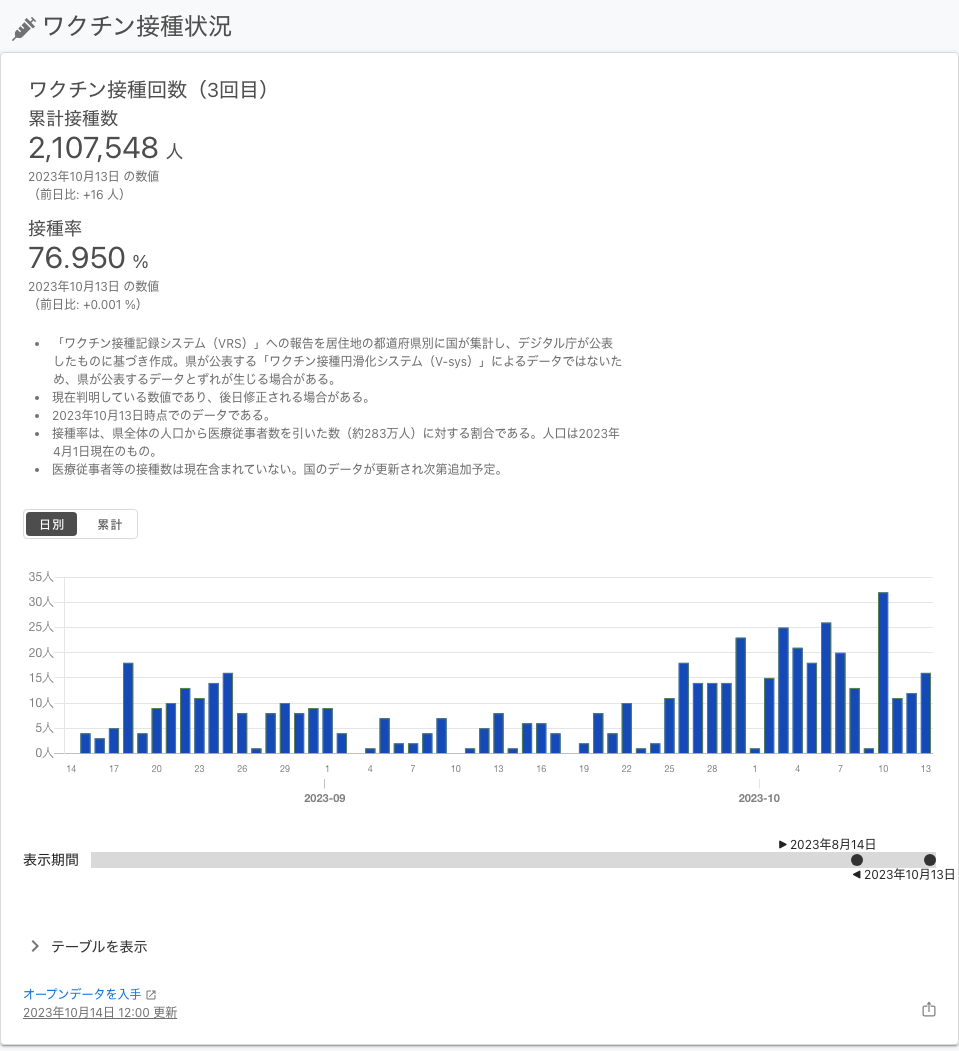 ワクチン接種状況
ワクチン接種回数（3回目）
累計接種数
2,107,548 人
2023年10月13日 の数値
（前日比: +16 人）
接種率
76.950 %
2023年10月13日 の数値
（前日比: +0.001 %）
• 「ワクチン接種記録システム（VRS）」への報告を居住地の都道府県別に国が集計し、デジタル庁が公表
したものに基づき作成。県が公表する「ワクチン接種円滑化システム（V-sys）」によるデータではないた
め、県が公表するデータとずれが生じる場合がある。
• 現在判明している数値であり、後日修正される場合がある。
• 2023年10月13日時点でのデータである。
• 接種率は、県全体の人口から医療従事者数を引いた数（約283万人）に対する割合である。人口は2023年
4月1日現在のもの。
• 医療従事者等の接種数は現在含まれていない。国のデータが更新され次第追加予定。
日別 累計
35人
30人
25人
20人
15人
10人
5人
0人
14 17 20 23 26 29 1 4 7 10 13 16 19 22 25 28 1 4 7 10 13
2023-09 2023-10
2023年8月14日
表示期間
2023年10月13日
テーブルを表示
オープンデータを入手
2023年10月14日 12:00 更新